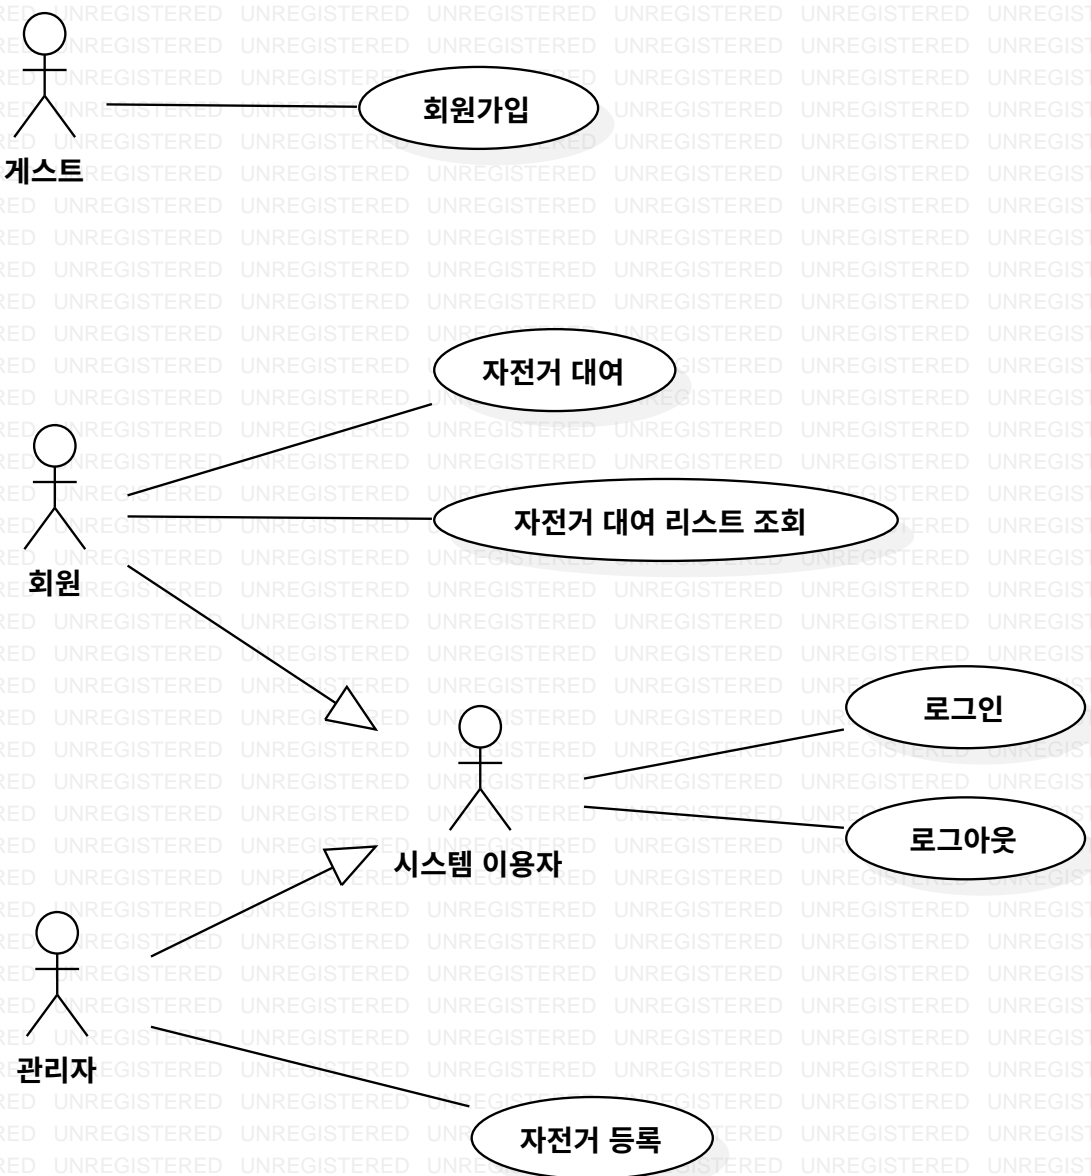 회원가입
게스트
자전거 대여
자전거 대여 리스트 조회
회원
로그인
로그아웃
시스템 이용자
관리자
자전거 등록
UNREGISTERED